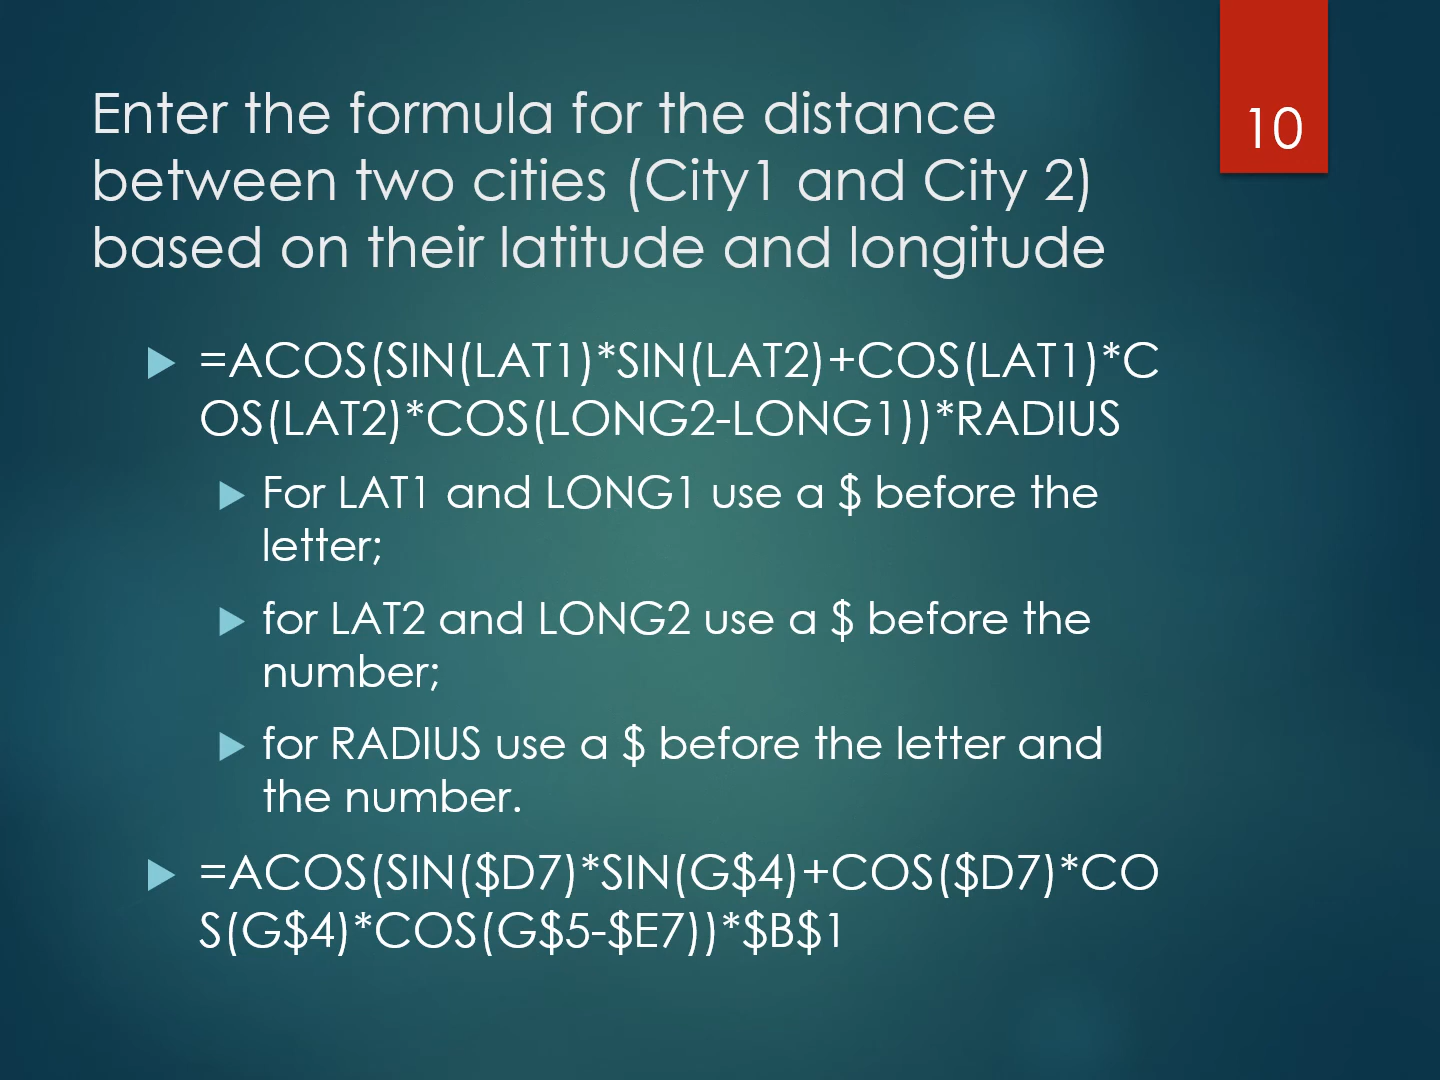 Enter the formula for the distance
between two cities (City1 and City 2)
based on their latitude and longitude
10
=ACOS(SIN(LAT1)*SIN(LAT2)+COS(LAT1)*C
OS(LAT2)*COS(LONG2-LONG1))*RADIUS
For LAT1 and LONG1 use a $ before the
letter;
for LAT2 and LONG2 use a $ before the
number;
for RADIUS use a $ before the letter and
the number.
=ACOS(SIN($D7)*SIN(G$4)+COS($D7)*CO
S(G$4)*COS(G$5-$E7))*$B$1